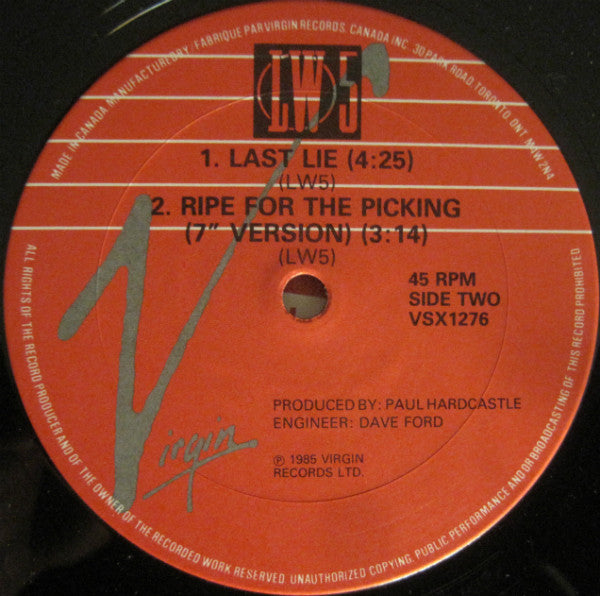 MADE IN CANADA. MANUFACTURED BY / FABRIQUE PAR VIRGIN RECORDS, CANADA INC. 30 PARK ROAD, TORONTO, ONT. M4W 2N4
LW5
1. LAST LIE (4:25)
(LW5)
2. RIPE FOR THE PICKING
(7" VERSION) (3:14)
(LW5)
45 RPM
SIDE TWO
VSX1276
PRODUCED BY: PAUL HARDCASTLE
ENGINEER: DAVE FORD
Virgin
℗ 1985 VIRGIN
RECORDS LTD.
ALL RIGHTS OF THE RECORD PRODUCER AND OF THE OWNER OF THE RECORDED WORK RESERVED. UNAUTHORIZED COPYING, PUBLIC PERFORMANCE AND/OR BROADCASTING OF THIS RECORD PROHIBITED